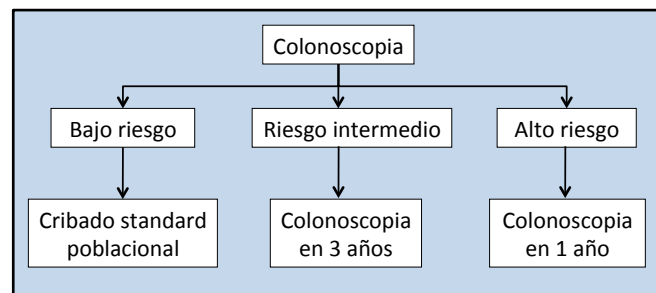 Colonoscopia
Bajo riesgo
Riesgo intermedio
Alto riesgo
Cribado standard
poblacional
Colonoscopia
en 3 años
Colonoscopia
en 1 año